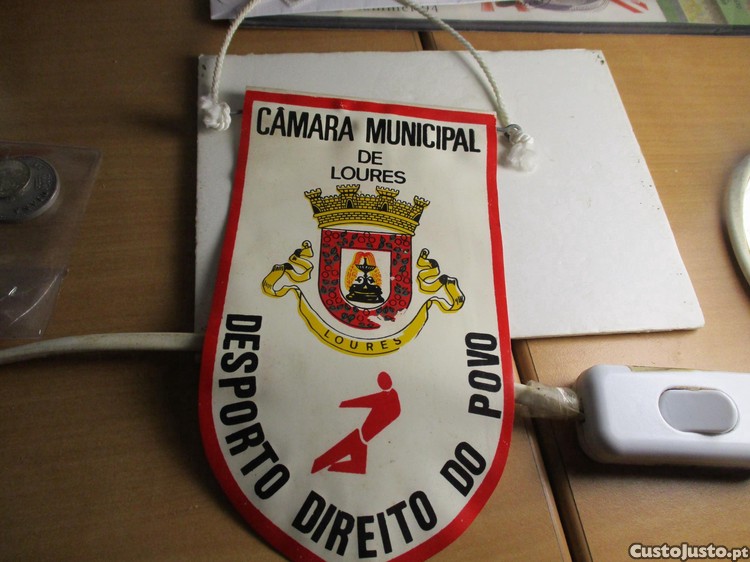 CÂMARA MUNICIPAL
DE
LOURES
LOURES
DESPORTO DIREITO DO POVO
CustoJusto.pt